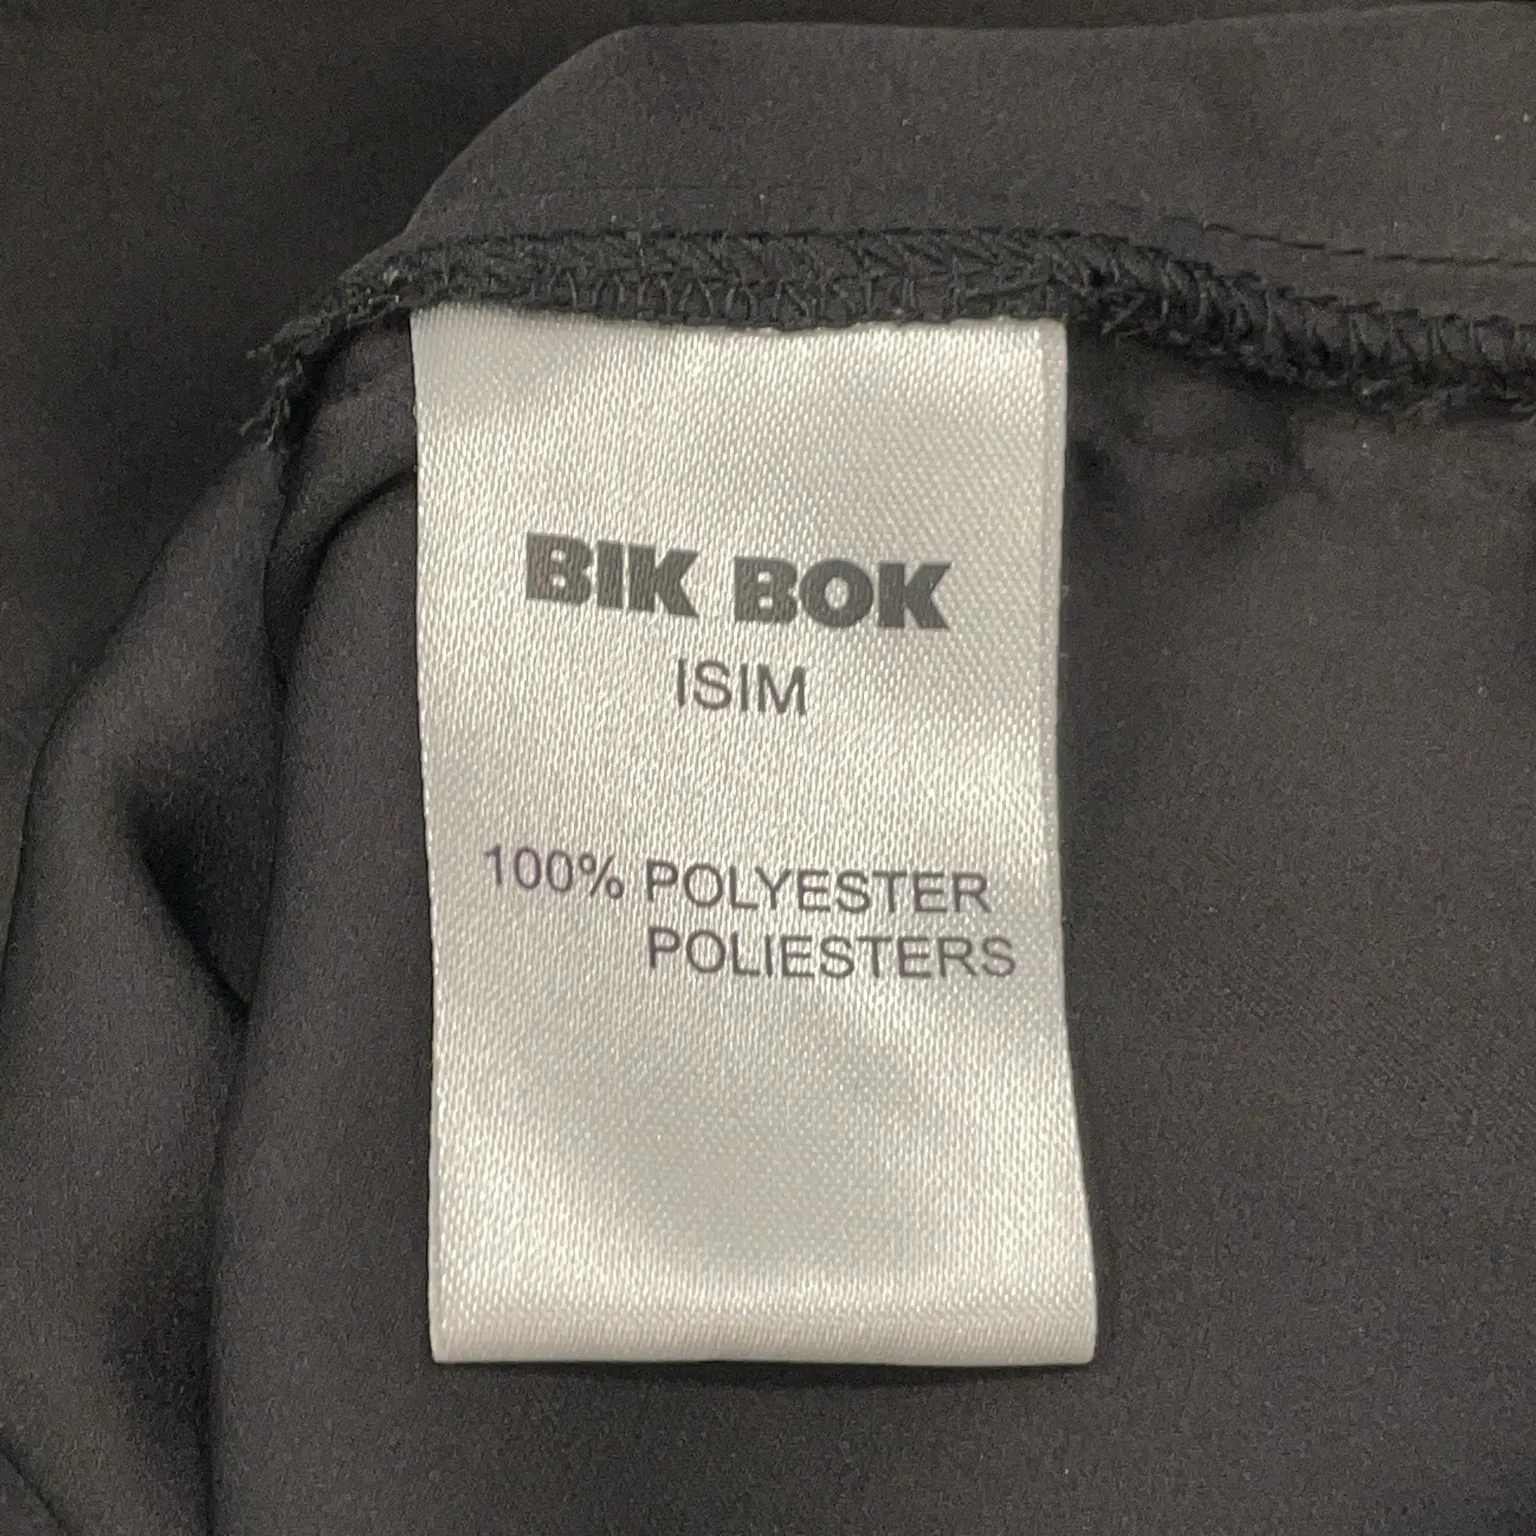 BIK BOK
ISIM
100% POLYESTER
POLIESTERS